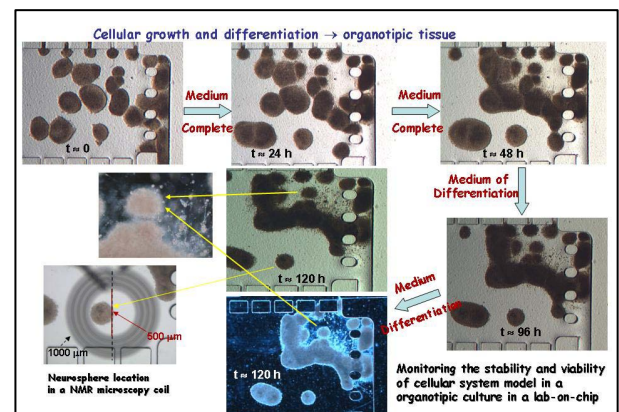 Cellular growth and differentiation → organotipic tissue
Medium
Complete
Medium
Complete
t ≈ 0
t ≈ 24 h
t ≈ 48 h
Medium of
Differentiation
t ≈ 120 h
Medium
Differentiation
t ≈ 96 h
500 µm
1000 µm
t ≈ 120 h
Neurosphere location
in a NMR microscopy coil
Monitoring the stability and viability
of cellular system model in a
organotipic culture in a lab-on-chip